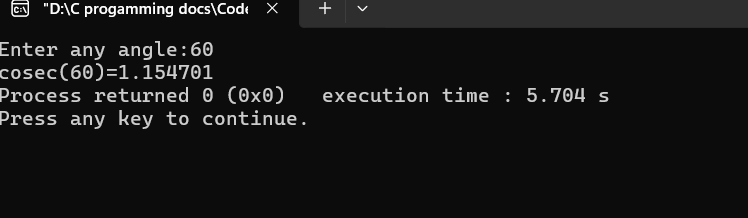 "D:\C progamming docs\Code
Enter any angle:60
cosec(60)=1.154701
Process returned 0 (0x0)   execution time : 5.704 s
Press any key to continue.